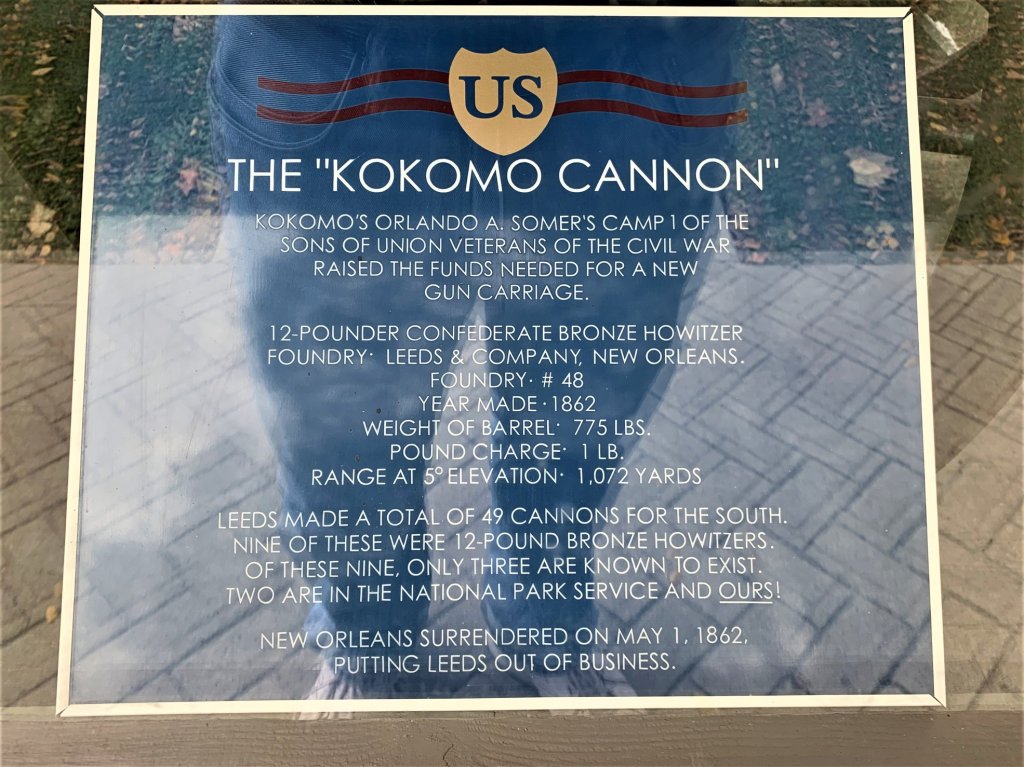 US
THE "KOKOMO CANNON"
KOKOMO'S ORLANDO A. SOMER'S CAMP 1 OF THE
SONS OF UNION VETERANS OF THE CIVIL WAR
RAISED THE FUNDS NEEDED FOR A NEW
GUN CARRIAGE.
12-POUNDER CONFEDERATE BRONZE HOWITZER
FOUNDRY· LEEDS & COMPANY, NEW ORLEANS.
FOUNDRY· # 48
YEAR MADE · 1862
WEIGHT OF BARREL· 775 LBS.
POUND CHARGE· 1 LB.
RANGE AT 5° ELEVATION· 1,072 YARDS
LEEDS MADE A TOTAL OF 49 CANNONS FOR THE SOUTH.
NINE OF THESE WERE 12-POUND BRONZE HOWITZERS.
OF THESE NINE, ONLY THREE ARE KNOWN TO EXIST.
TWO ARE IN THE NATIONAL PARK SERVICE AND OURS!
NEW ORLEANS SURRENDERED ON MAY 1, 1862,
PUTTING LEEDS OUT OF BUSINESS.